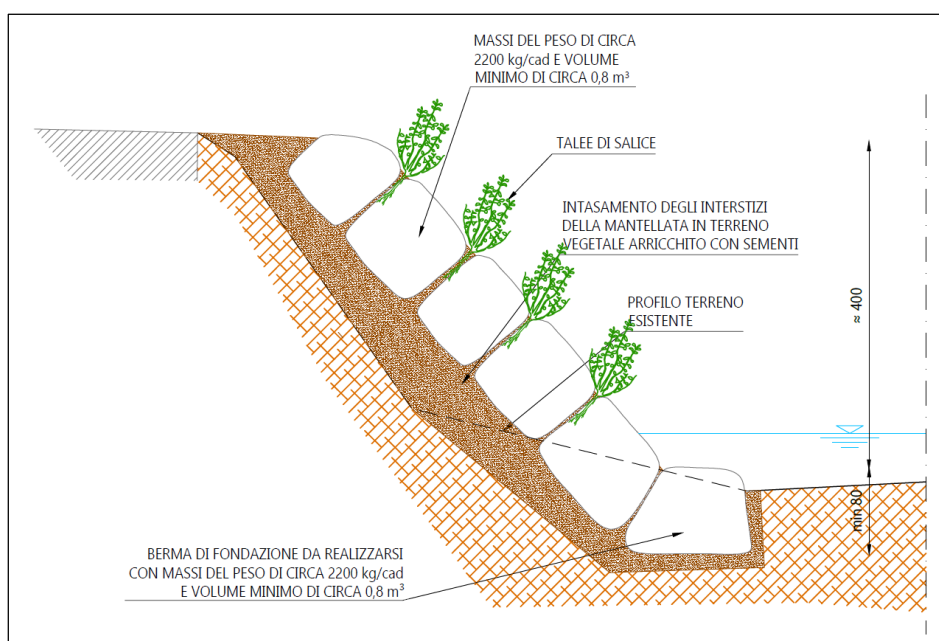 MASSI DEL PESO DI CIRCA
2200 kg/cad E VOLUME
MINIMO DI CIRCA 0,8 m³
TALEE DI SALICE
INTASAMENTO DEGLI INTERSTIZI
DELLA MANTELLATA IN TERRENO
VEGETALE ARRICCHITO CON SEMENTI
PROFILO TERRENO
ESISTENTE
≈ 400
min.80
BERMA DI FONDAZIONE DA REALIZZARSI
CON MASSI DEL PESO DI CIRCA 2200 kg/cad
E VOLUME MINIMO DI CIRCA 0,8 m³